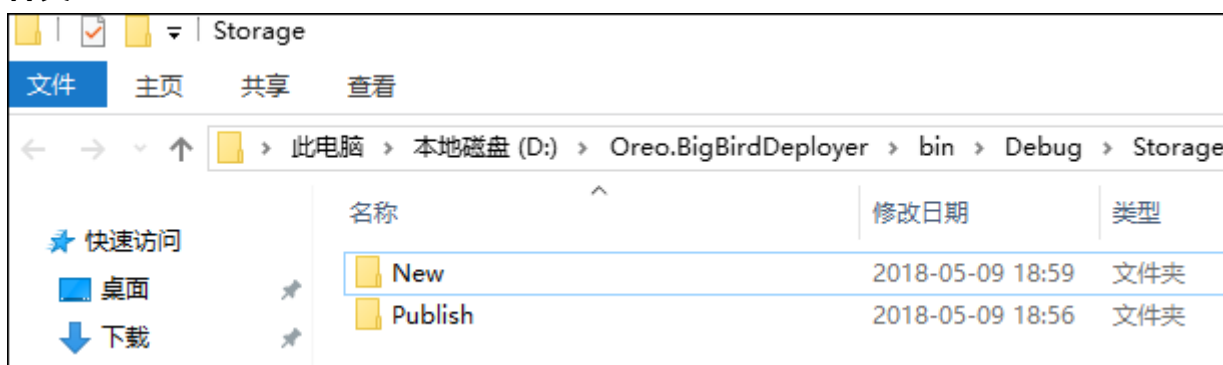 Storage
文件 主页 共享 查看
此电脑 > 本地磁盘 (D:) > Oreo.BigBirdDeployer > bin > Debug > Storage
名称 修改日期 类型
快速访问
New 2018-05-09 18:59 文件夹
桌面
Publish 2018-05-09 18:56 文件夹
下载